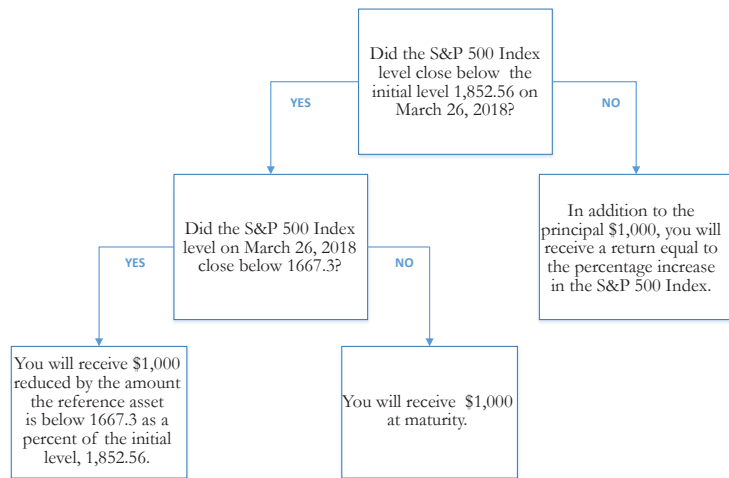 Did the S&P 500 Index
level close below the
initial level 1,852.56 on
March 26, 2018?
YES
NO
Did the S&P 500 Index
level on March 26, 2018
close below 1667.3?
In addition to the
principal $1,000, you will
receive a return equal to
the percentage increase
in the S&P 500 Index.
YES
NO
You will receive $1,000
reduced by the amount
the reference asset
is below 1667.3 as a
percent of the initial
level, 1,852.56.
You will receive $1,000
at maturity.